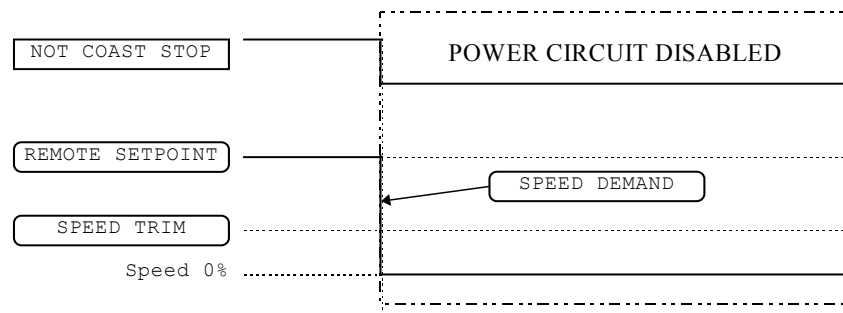 NOT COAST STOP
POWER CIRCUIT DISABLED
REMOTE SETPOINT
SPEED DEMAND
SPEED TRIM
Speed 0%